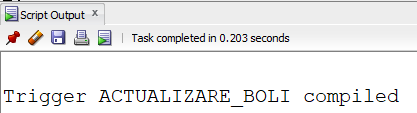 Script Output x
Task completed in 0.203 seconds
Trigger ACTUALIZARE_BOLI compiled